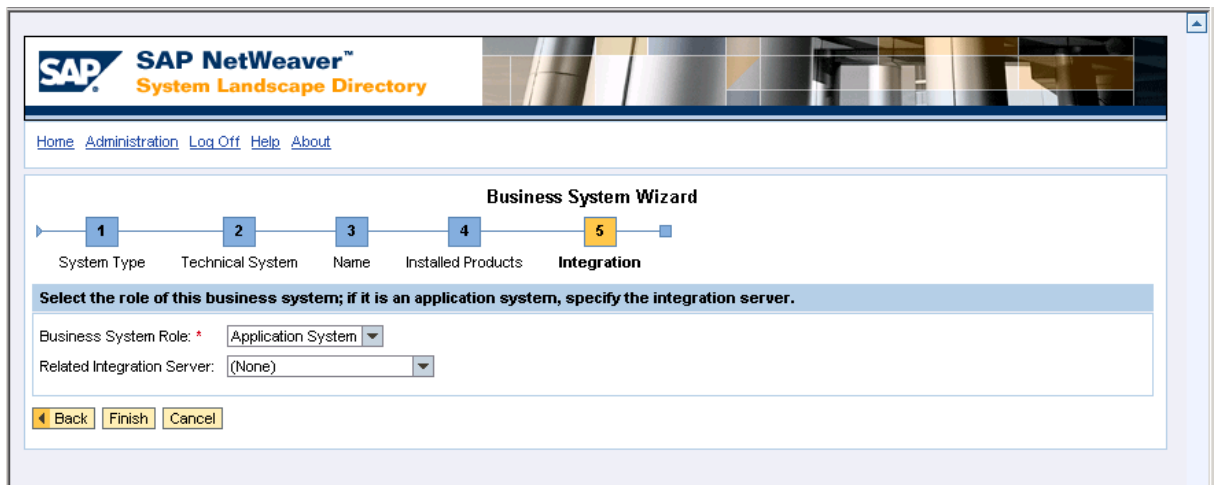 SAP
SAP NetWeaver™
System Landscape Directory
Home Administration Log Off Help About
Business System Wizard
1 2 3 4 5
System Type Technical System Name Installed Products Integration
Select the role of this business system; if it is an application system, specify the integration server.
Business System Role: * Application System
Related Integration Server: (None)
Back Finish Cancel